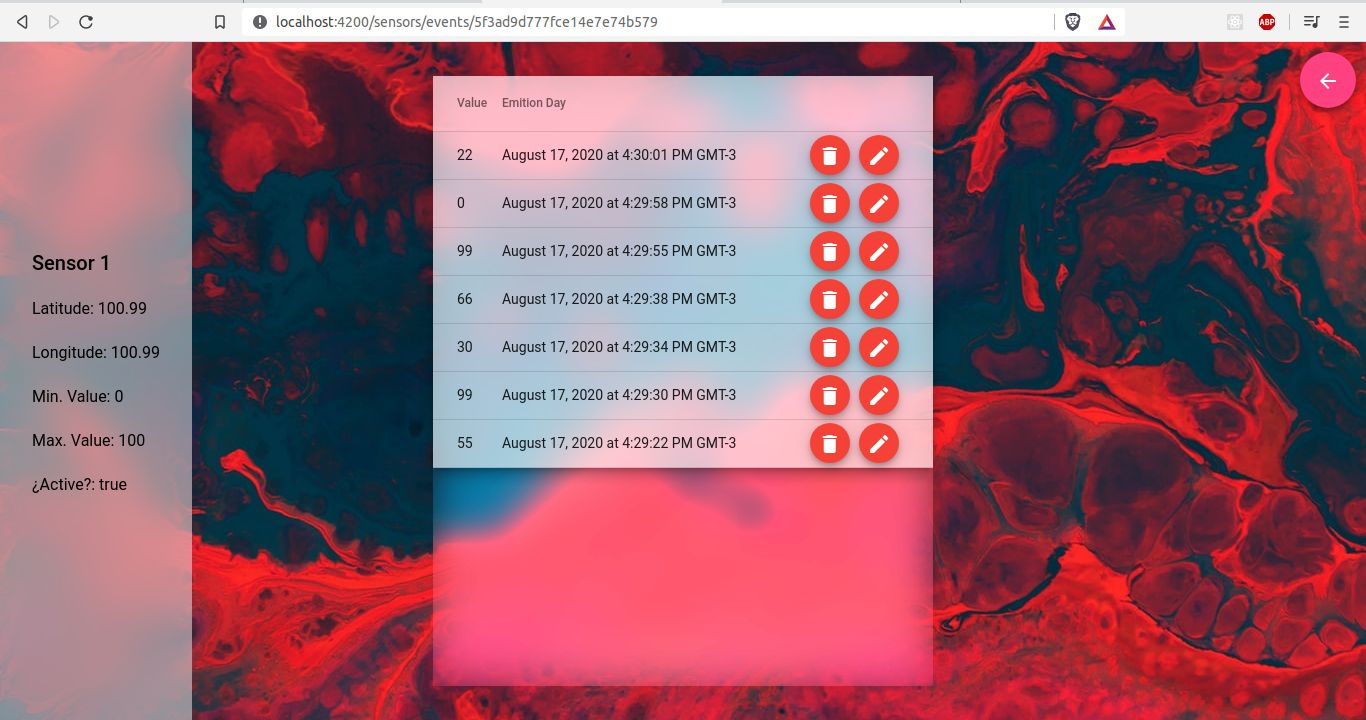 localhost:4200/sensors/events/5f3ad9d777fce14e7e74b579
ABP
Sensor 1
Latitude: 100.99
Longitude: 100.99
Min. Value: 0
Max. Value: 100
¿Active?: true
Value Emition Day
22 August 17, 2020 at 4:30:01 PM GMT-3
0 August 17, 2020 at 4:29:58 PM GMT-3
99 August 17, 2020 at 4:29:55 PM GMT-3
66 August 17, 2020 at 4:29:38 PM GMT-3
30 August 17, 2020 at 4:29:34 PM GMT-3
99 August 17, 2020 at 4:29:30 PM GMT-3
55 August 17, 2020 at 4:29:22 PM GMT-3